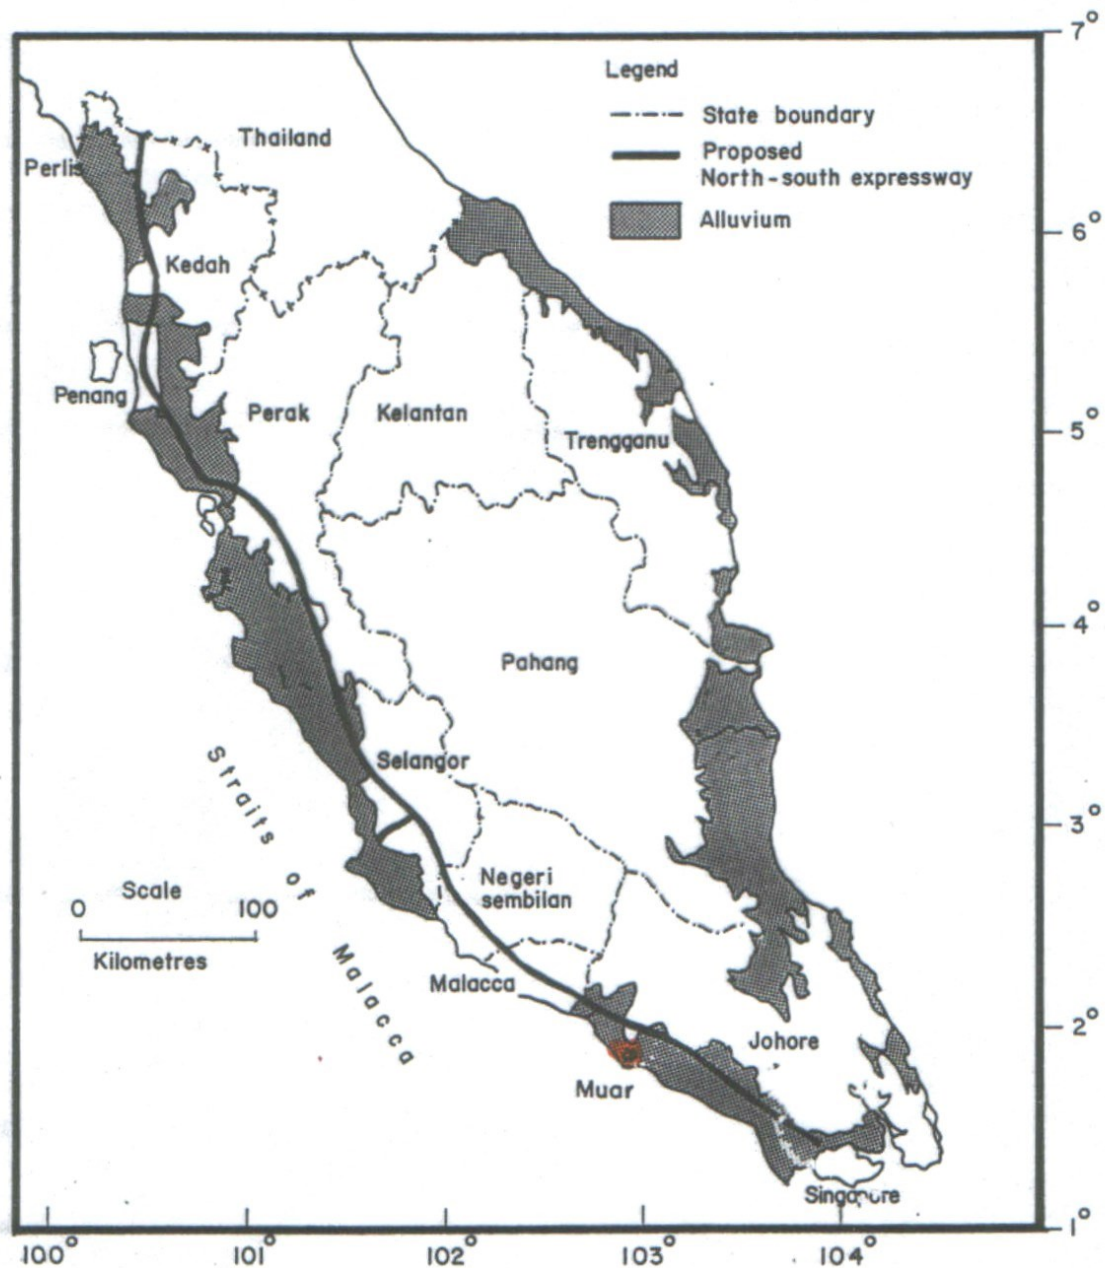 Legend
State boundary
Proposed
North-south expressway
Alluvium
Thailand
Perlis
Kedah
Penang
Perak
Kelantan
Trengganu
Pahang
Selangor
Straits of Malacca
Scale
0 100
Kilometres
Negeri
sembilan
Malacca
Johore
Muar
Singapore
7°
6°
5°
4°
3°
2°
1°
100° 101° 102° 103° 104°